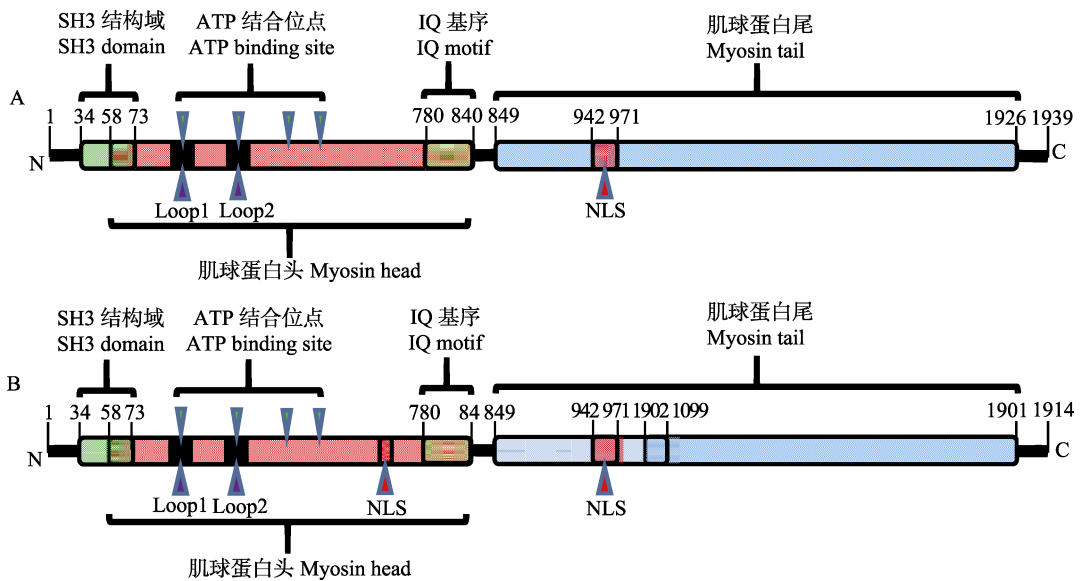 SH3 结构域
SH3 domain
ATP 结合位点
ATP binding site
IQ 基序
IQ motif
肌球蛋白尾
Myosin tail
A
1 34 58 73 780 840 849 942 971 1926 1939
N C
Loop1 Loop2 NLS
肌球蛋白头 Myosin head
SH3 结构域
SH3 domain
ATP 结合位点
ATP binding site
IQ 基序
IQ motif
肌球蛋白尾
Myosin tail
B
1 34 58 73 780 84 849 942 971 1902 1099 1901 1914
N C
Loop1 Loop2 NLS NLS
肌球蛋白头 Myosin head